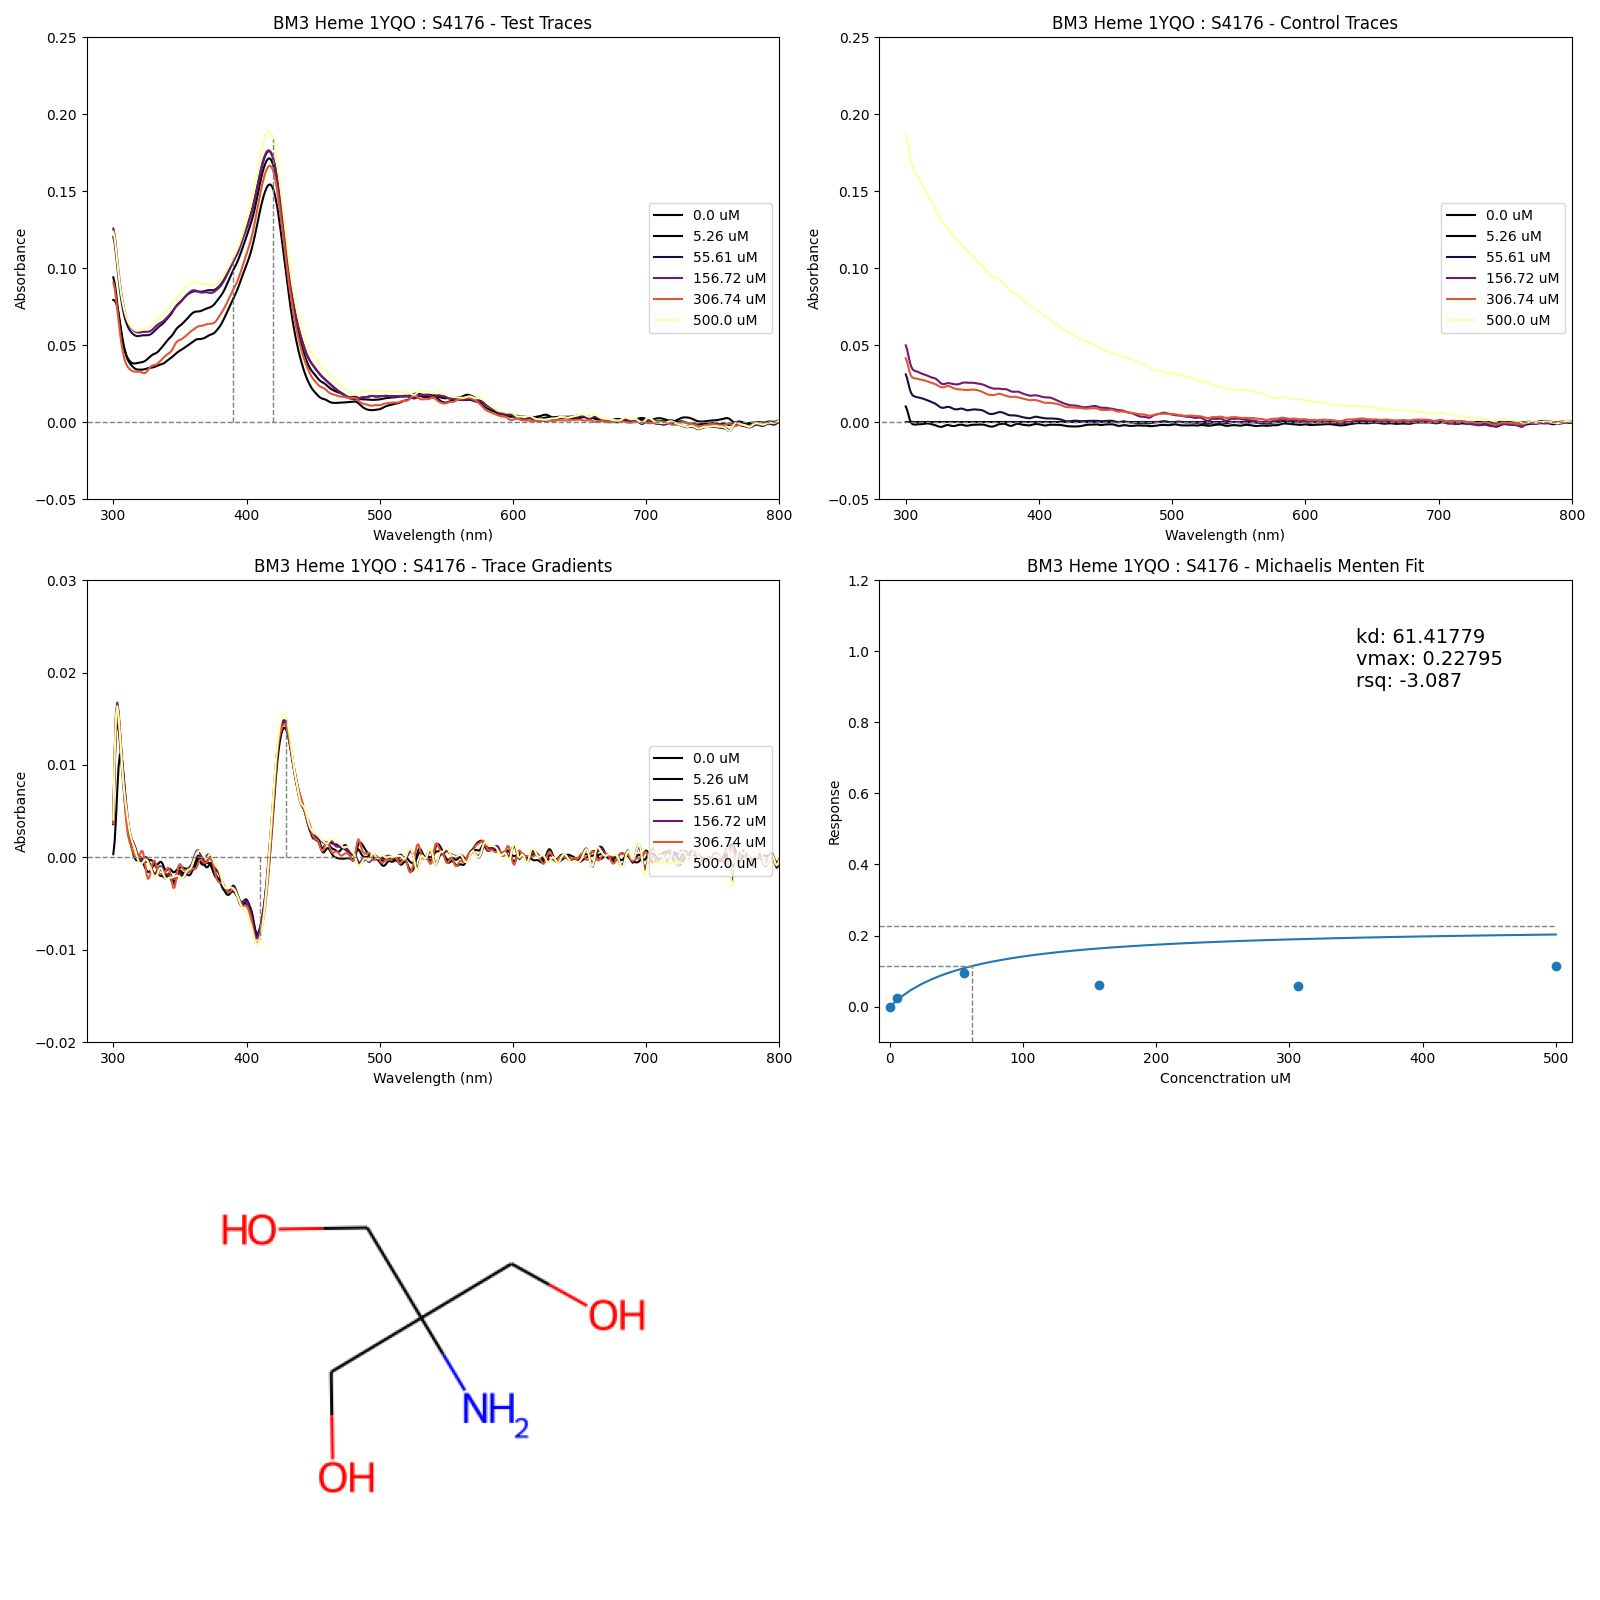 BM3 Heme 1YQO : S4176 - Test Traces
0.25
0.20
0.15
0.10
0.05
0.00
−0.05
Absorbance
300
400
500
600
700
800
Wavelength (nm)
0.0 uM
5.26 uM
55.61 uM
156.72 uM
306.74 uM
500.0 uM
BM3 Heme 1YQO : S4176 - Control Traces
0.25
0.20
0.15
0.10
0.05
0.00
−0.05
Absorbance
300
400
500
600
700
800
Wavelength (nm)
0.0 uM
5.26 uM
55.61 uM
156.72 uM
306.74 uM
500.0 uM
BM3 Heme 1YQO : S4176 - Trace Gradients
0.03
0.02
0.01
0.00
−0.01
−0.02
Absorbance
300
400
500
600
700
800
Wavelength (nm)
0.0 uM
5.26 uM
55.61 uM
156.72 uM
306.74 uM
500.0 uM
BM3 Heme 1YQO : S4176 - Michaelis Menten Fit
1.2
1.0
0.8
0.6
0.4
0.2
0.0
Response
0
100
200
300
400
500
Concenctration uM
kd: 61.41779
vmax: 0.22795
rsq: -3.087
HO
OH
NH2
OH